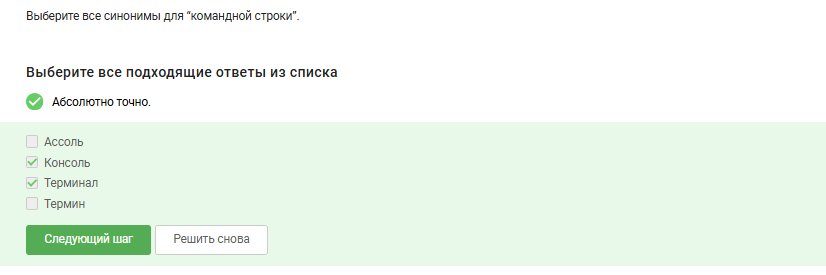 Выберите все синонимы для “командной строки”.
Выберите все подходящие ответы из списка
Абсолютно точно.
Ассоль
Консоль
Терминал
Термин
Следующий шаг
Решить снова